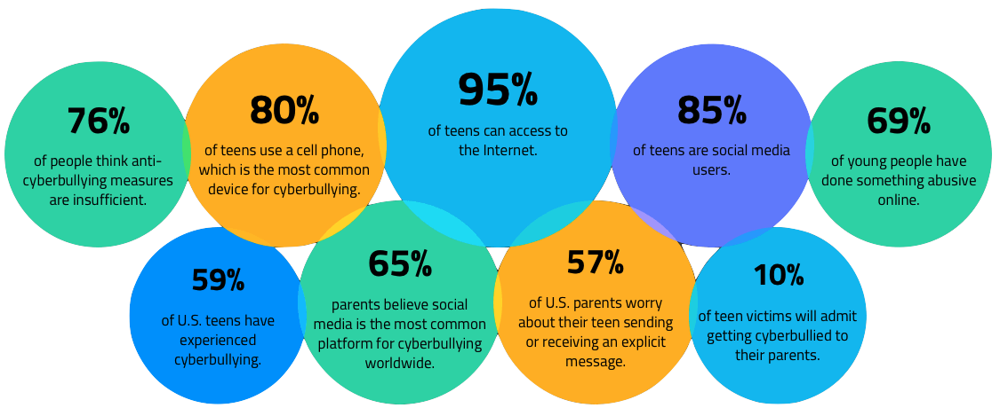 76%
of people think anti-
cyberbullying measures
are insufficient.
80%
of teens use a cell phone,
which is the most common
device for cyberbullying.
95%
of teens can access to
the Internet.
85%
of teens are social media
users.
69%
of young people have
done something abusive
online.
59%
of U.S. teens have
experienced
cyberbullying.
65%
parents believe social
media is the most common
platform for cyberbullying
worldwide.
57%
of U.S. parents worry
about their teen sending
or receiving an explicit
message.
10%
of teen victims will admit
getting cyberbullied to
their parents.